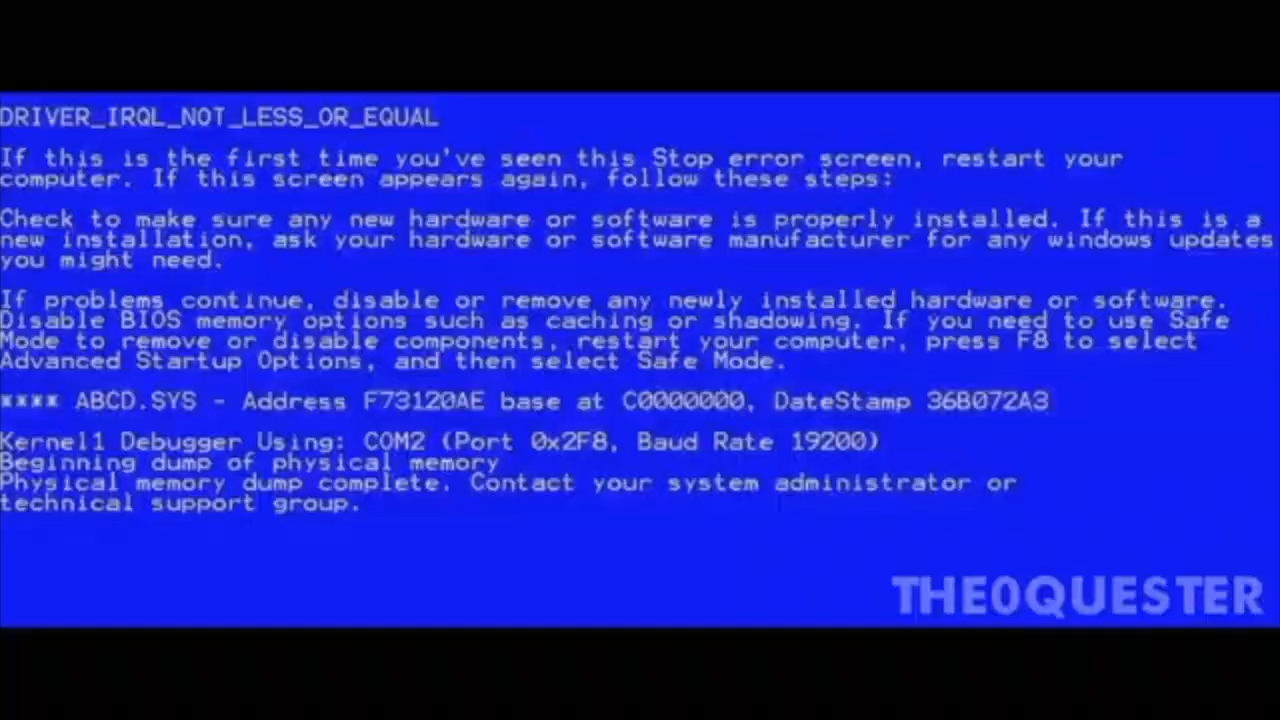 DRIVER_IRQL_NOT_LESS_OR_EQUAL
If this is the first time you've seen this Stop error screen, restart your
computer. If this screen appears again, follow these steps:
Check to make sure any new hardware or software is properly installed. If this is a
new installation, ask your hardware or software manufacturer for any windows updates
you might need.
If problems continue, disable or remove any newly installed hardware or software.
Disable BIOS memory options such as caching or shadowing. If you need to use Safe
Mode to remove or disable components, restart your computer, press F8 to select
Advanced Startup Options, and then select Safe Mode.
**** ABCD.SYS - Address F73120AE base at C0000000, DateStamp 36B072A3
Kernel1 Debugger Using: COM2 (Port 0x2F8, Baud Rate 19200)
Beginning dump of physical memory
Physical memory dump complete. Contact your system administrator or
technical support group.
THE0QUESTER